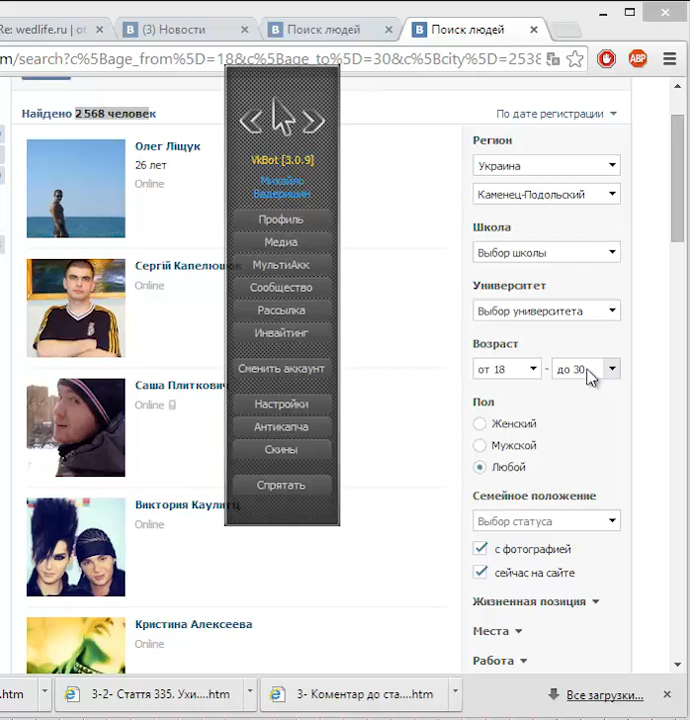 Re: wedlife.ru | об
(3) Новости
Поиск людей
Поиск людей
m/search?c%5Bage_from%5D=18&c%5Bage_to%5D=30&c%5Bcity%5D=2538
ABP
Найдено 2 568 человек
По дате регистрации
Олег Ліщук
26 лет
Online
Сергій Капелюшок
Online
Саша Плиткович
Online
Виктория Каулитц
Online
Кристина Алексеева
Online
VkBot [3.0.9]
Михайло
Валеришин
Профиль
Медиа
МультиАкк
Сообщество
Рассылка
Инвайтинг
Сменить аккаунт
Настройки
Антикапча
Скины
Спрятать
Регион
Украина
Каменец-Подольский
Школа
Выбор школы
Университет
Выбор университета
Возраст
от 18 - до 30
Пол
Женский
Мужской
Любой
Семейное положение
Выбор статуса
с фотографией
сейчас на сайте
Жизненная позиция
Места
Работа
.htm
3-2- Стаття 335. Ухи....htm
3- Коментар до ста....htm
Все загрузки...